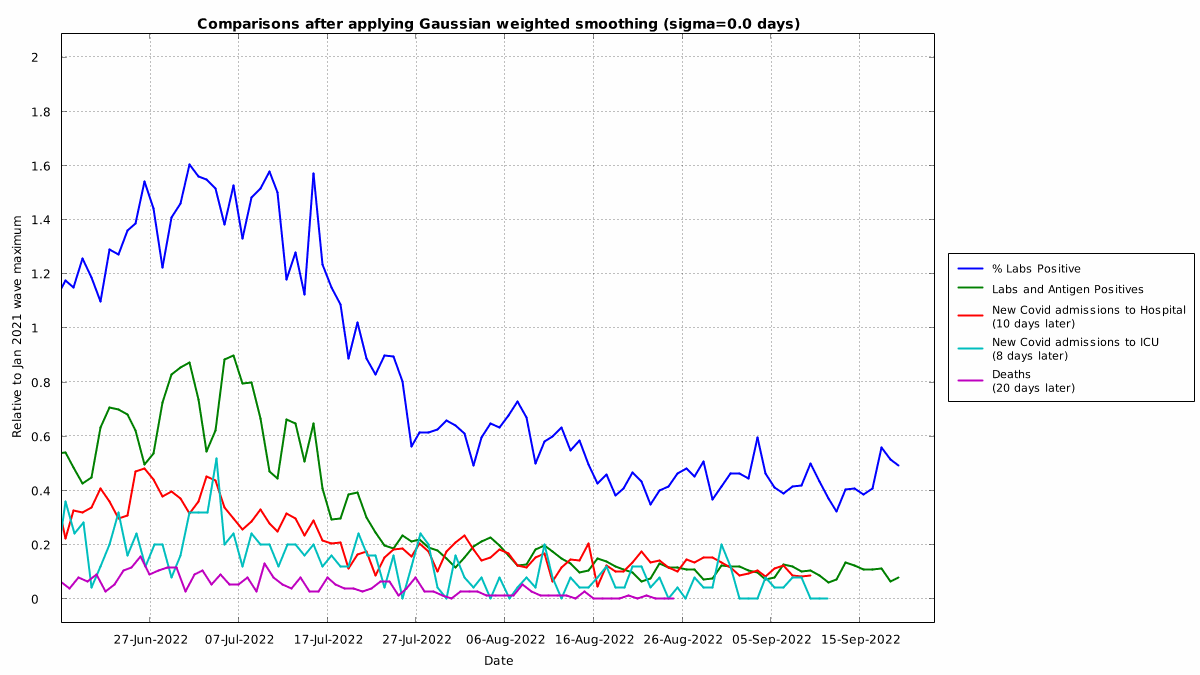 Comparisons after applying Gaussian weighted smoothing (sigma=0.0 days)
2
1.8
1.6
1.4
1.2
1
0.8
0.6
0.4
0.2
0
Relative to Jan 2021 wave maximum
27-Jun-2022 07-Jul-2022 17-Jul-2022 27-Jul-2022 06-Aug-2022 16-Aug-2022 26-Aug-2022 05-Sep-2022 15-Sep-2022
Date
% Labs Positive
Labs and Antigen Positives
New Covid admissions to Hospital
(10 days later)
New Covid admissions to ICU
(8 days later)
Deaths
(20 days later)